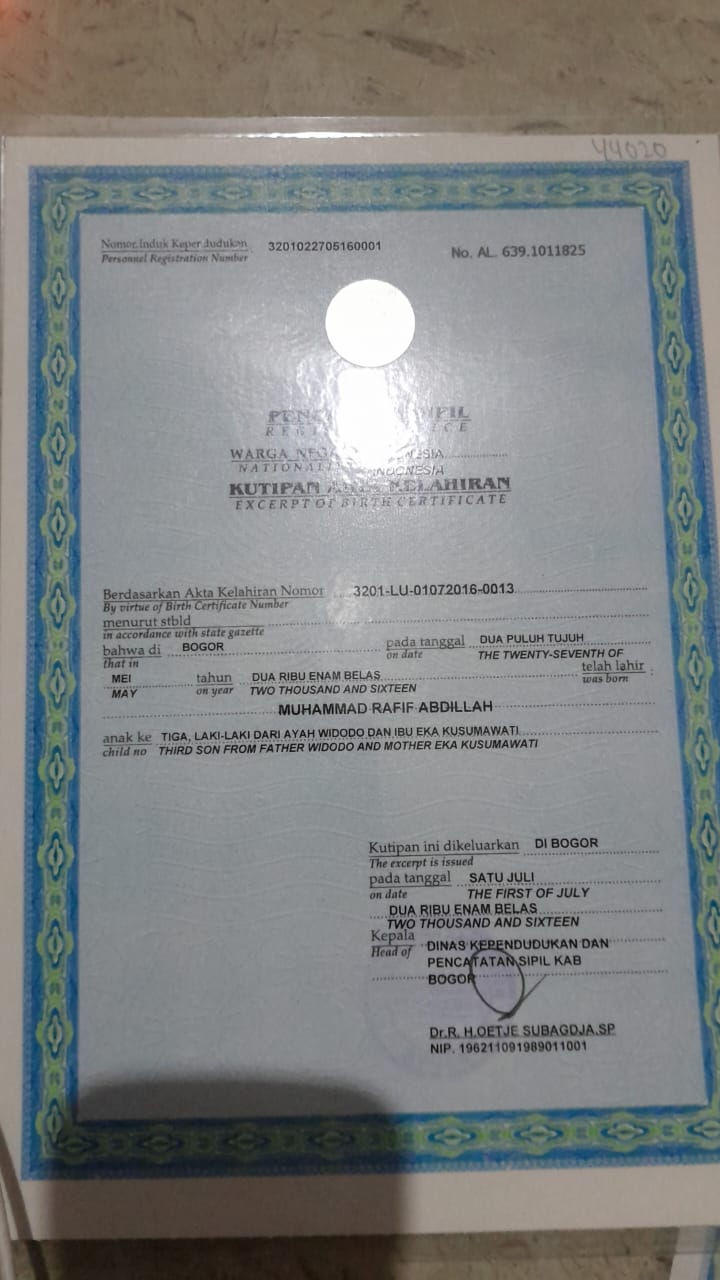 44020
Nomor Induk Kependudukan 3201022705160001
Personnel Registration Number
No. AL. 639.1011825
WARGA
NATIONALI INDONESIA
KUTIPAN KELAHIRAN
EXCERPT OF BIRTH CERTIFICATE
Berdasarkan Akta Kelahiran Nomor 3201-LU-01072016-0013
By virtue of Birth Certificate Number
menurut stbld
in accordance with state gazette
bahwa di BOGOR pada tanggal DUA PULUH TUJUH
that in on date THE TWENTY-SEVENTH OF
MEI tahun DUA RIBU ENAM BELAS telah lahir
MAY on year TWO THOUSAND AND SIXTEEN was born
MUHAMMAD RAFIF ABDILLAH
anak ke TIGA, LAKI-LAKI DARI AYAH WIDODO DAN IBU EKA KUSUMAWATI
child no THIRD SON FROM FATHER WIDODO AND MOTHER EKA KUSUMAWATI
Kutipan ini dikeluarkan DI BOGOR
The excerpt is issued
pada tanggal SATU JULI
on date THE FIRST OF JULY
DUA RIBU ENAM BELAS
TWO THOUSAND AND SIXTEEN
Kepala DINAS KEPENDUDUKAN DAN
Head of PENCATATAN SIPIL KAB
BOGOR
Dr.R. H.OETJE SUBAGDJA.SP
NIP. 196211091989011001